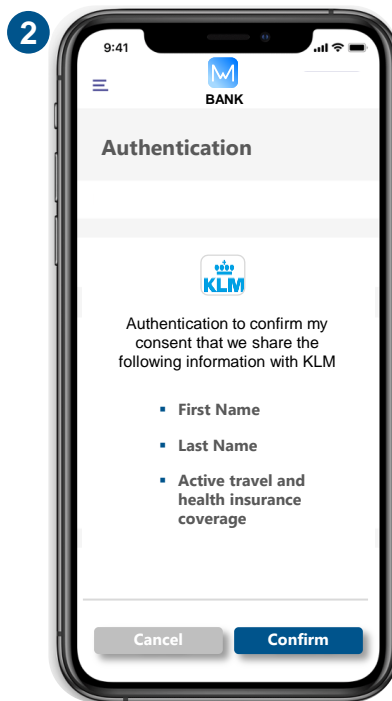 2
9:41
BANK
Authentication
KLM
Authentication to confirm my
consent that we share the
following information with KLM
▪ First Name
▪ Last Name
▪ Active travel and
health insurance
coverage
Cancel
Confirm